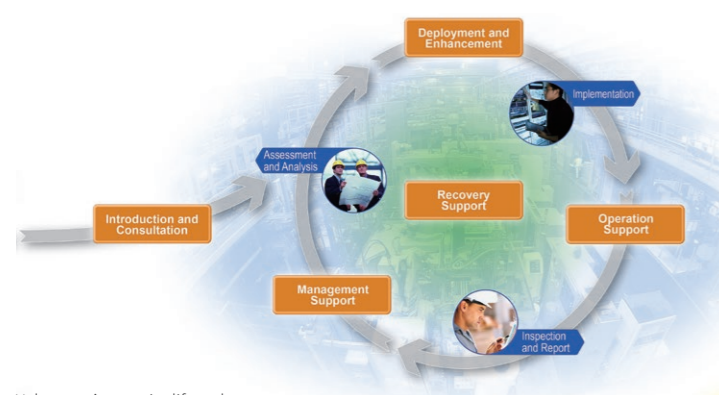 Deployment and
Enhancement
Implementation
Assessment
and Analysis
Recovery
Support
Introduction and
Consultation
Operation
Support
Management
Support
Inspection
and Report